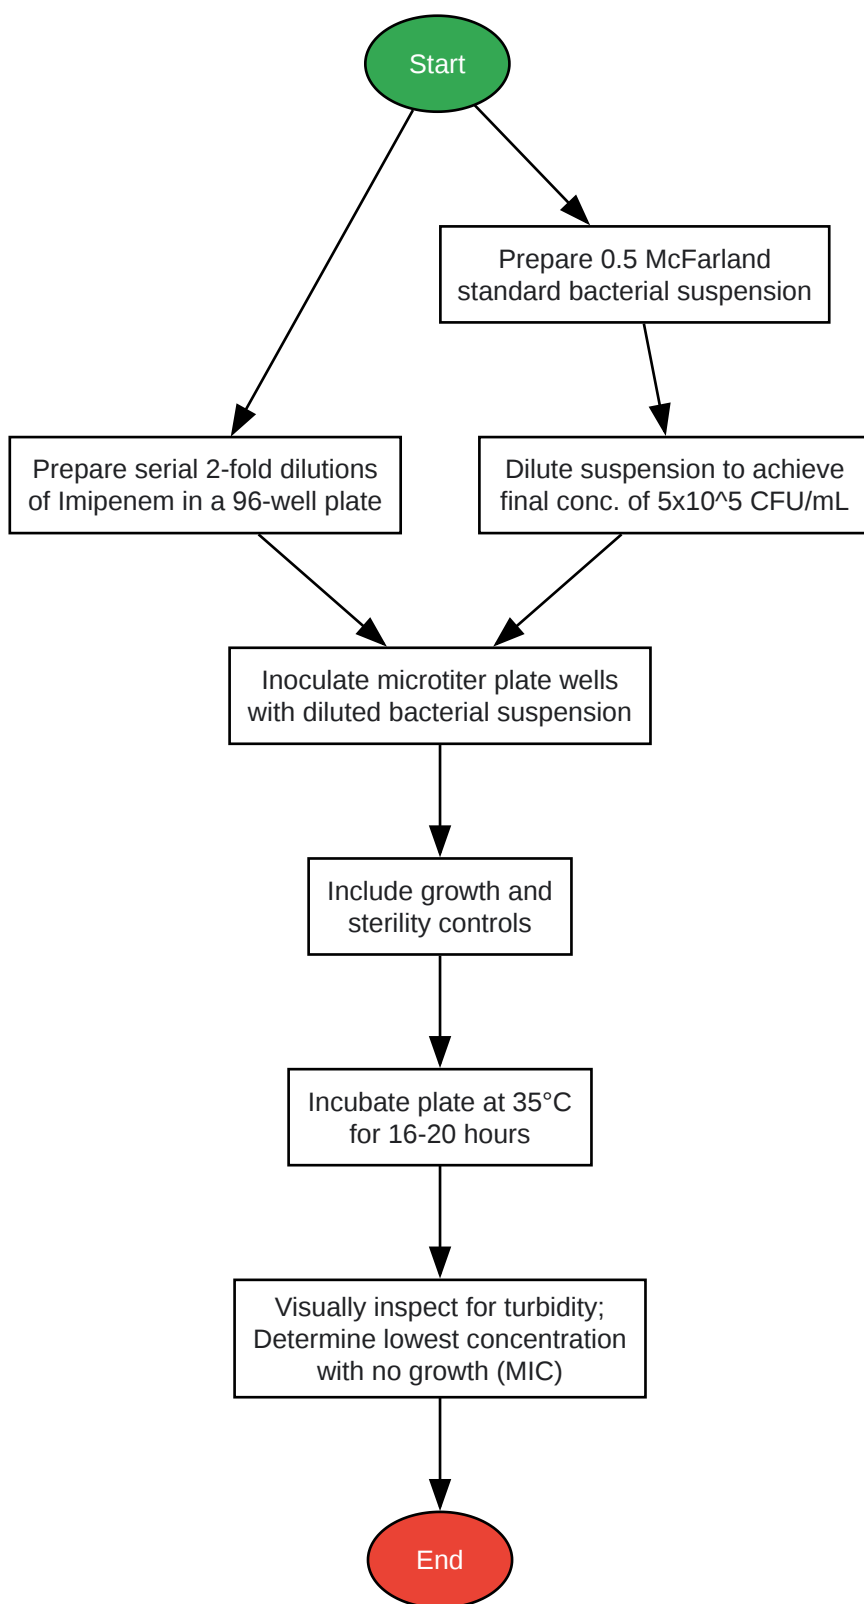 Start
Prepare 0.5 McFarland
standard bacterial suspension
Prepare serial 2-fold dilutions
of Imipenem in a 96-well plate
Dilute suspension to achieve
final conc. of 5x10^5 CFU/mL
Inoculate microtiter plate wells
with diluted bacterial suspension
Include growth and
sterility controls
Incubate plate at 35°C
for 16-20 hours
Visually inspect for turbidity;
Determine lowest concentration
with no growth (MIC)
End